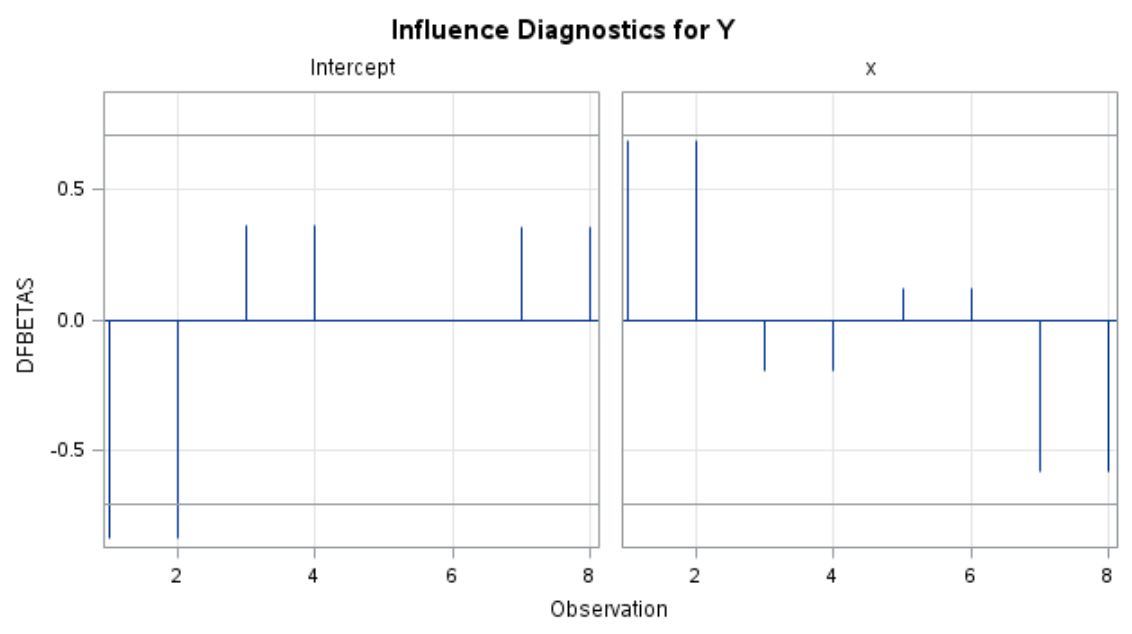 Influence Diagnostics for Y
Intercept
x
DFBETAS
0.5
0.0
-0.5
2 4 6 8
2 4 6 8
Observation